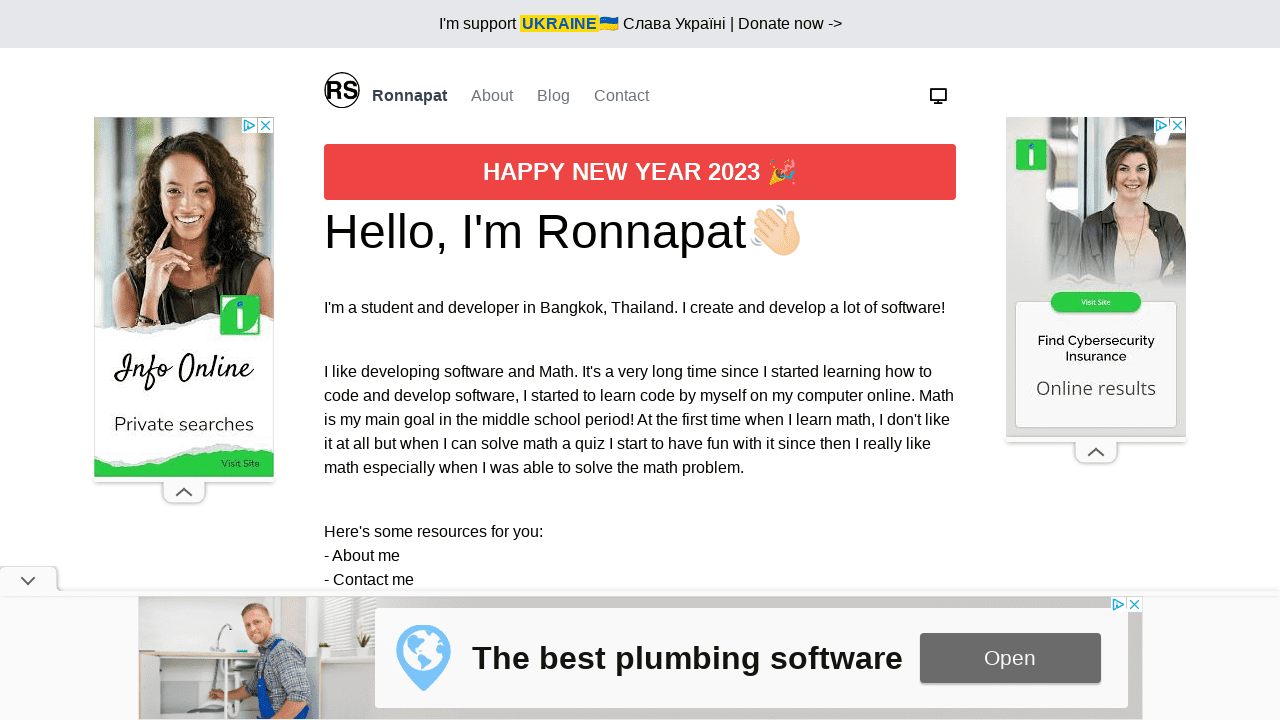 I'm support UKRAINE🇺🇦 Слава Україні | Donate now ->
RS Ronnapat About Blog Contact
HAPPY NEW YEAR 2023 🎉
Hello, I'm Ronnapat👋🏻
I'm a student and developer in Bangkok, Thailand. I create and develop a lot of software!
I like developing software and Math. It's a very long time since I started learning how to
code and develop software, I started to learn code by myself on my computer online. Math
is my main goal in the middle school period! At the first time when I learn math, I don't like
it at all but when I can solve math a quiz I start to have fun with it since then I really like
math especially when I was able to solve the math problem.
Here's some resources for you:
- About me
- Contact me
i
Info Online
Private searches
Visit Site
i
Visit Site
Find Cybersecurity
Insurance
Online results
The best plumbing software
Open